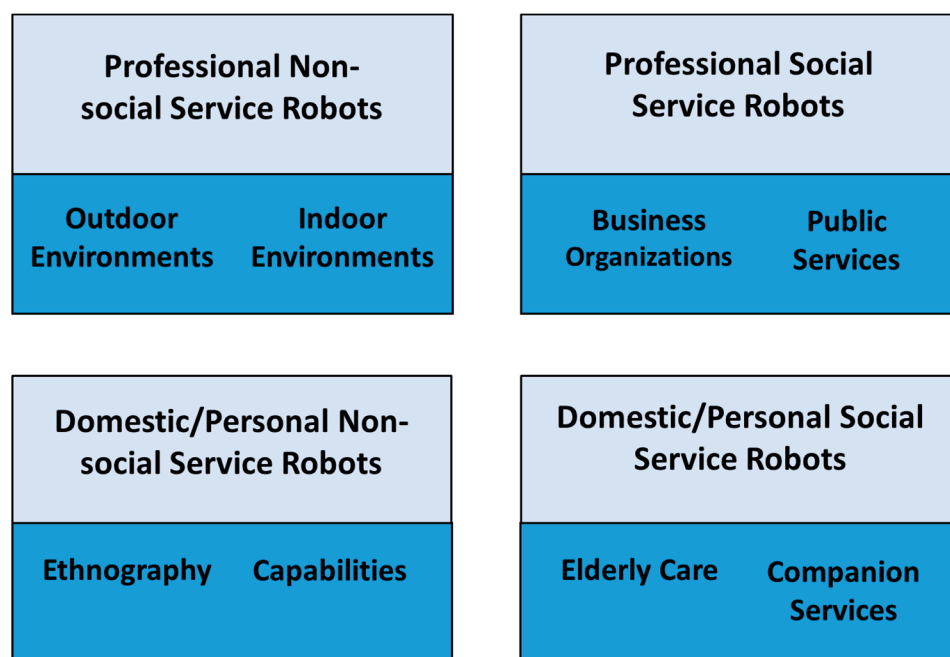 Professional Non-
social Service Robots
Outdoor
Environments
Indoor
Environments
Professional Social
Service Robots
Business
Organizations
Public
Services
Domestic/Personal Non-
social Service Robots
Ethnography
Capabilities
Domestic/Personal Social
Service Robots
Elderly Care
Companion
Services